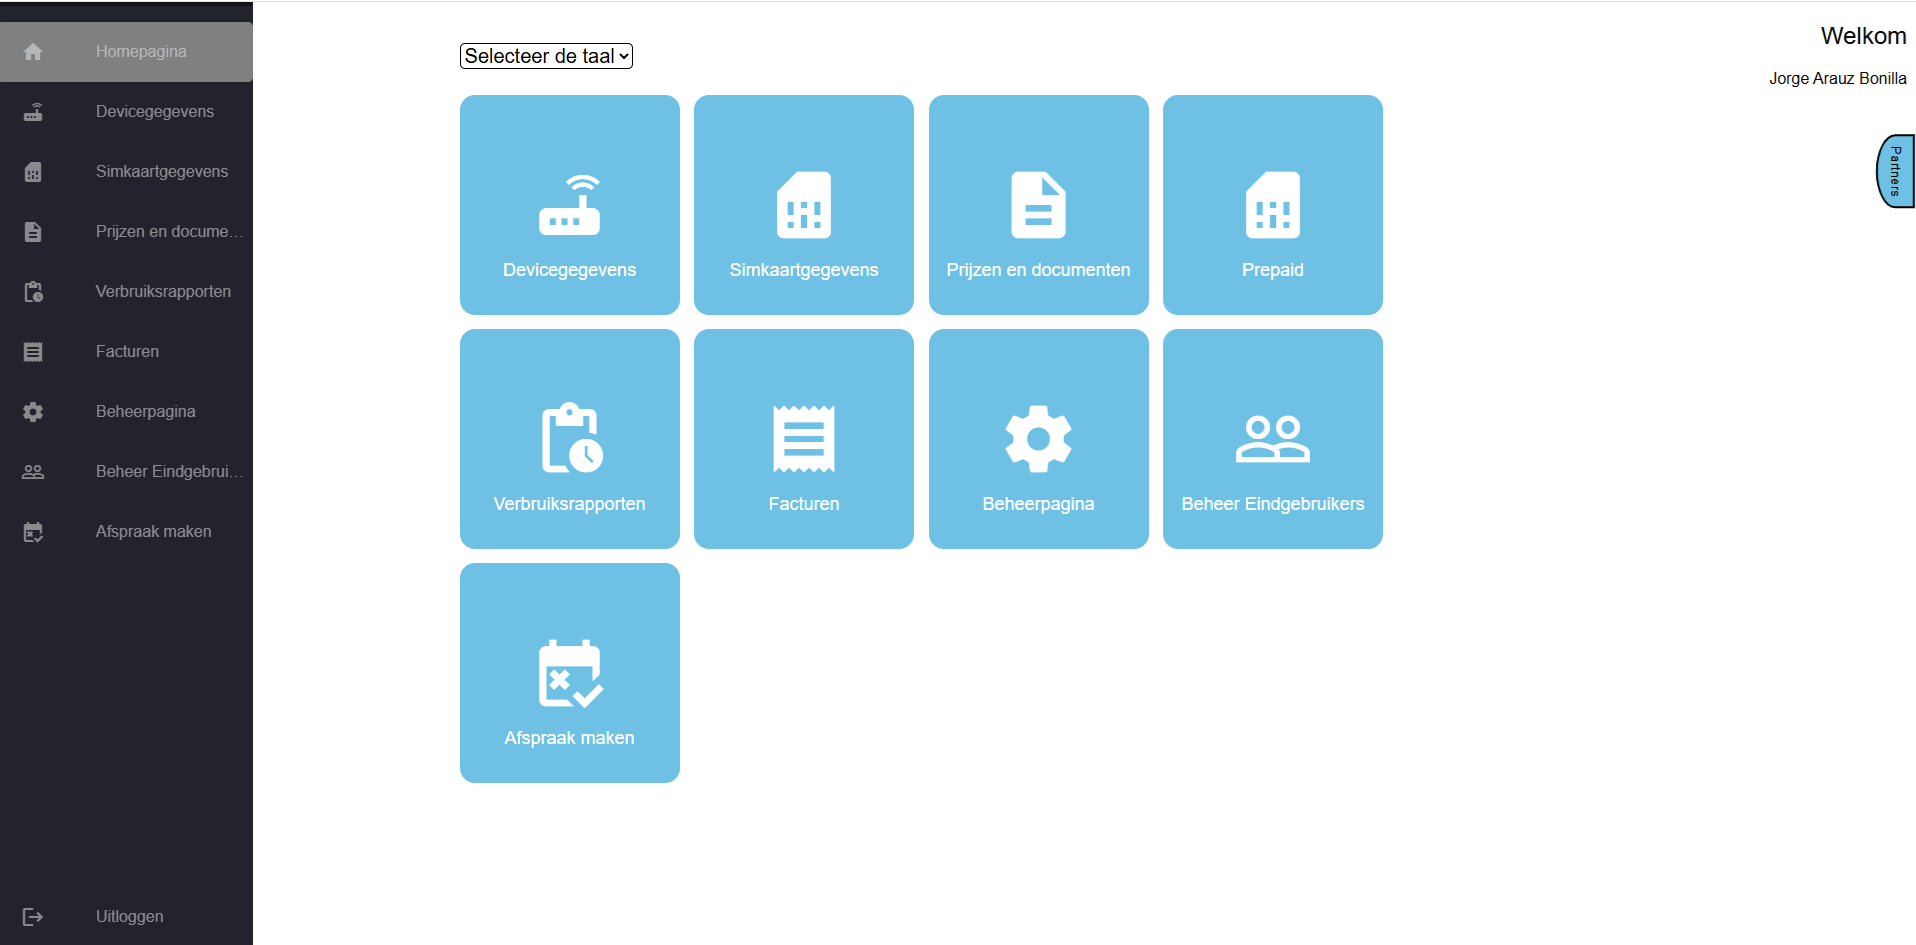 Homepagina
Devicegegevens
Simkaartgegevens
Prijzen en docume...
Verbruiksrapporten
Facturen
Beheerpagina
Beheer Eindgebrui...
Afspraak maken
Uitloggen
Selecteer de taal
Welkom
Jorge Arauz Bonilla
Partners
Devicegegevens
Simkaartgegevens
Prijzen en documenten
Prepaid
Verbruiksrapporten
Facturen
Beheerpagina
Beheer Eindgebruikers
Afspraak maken